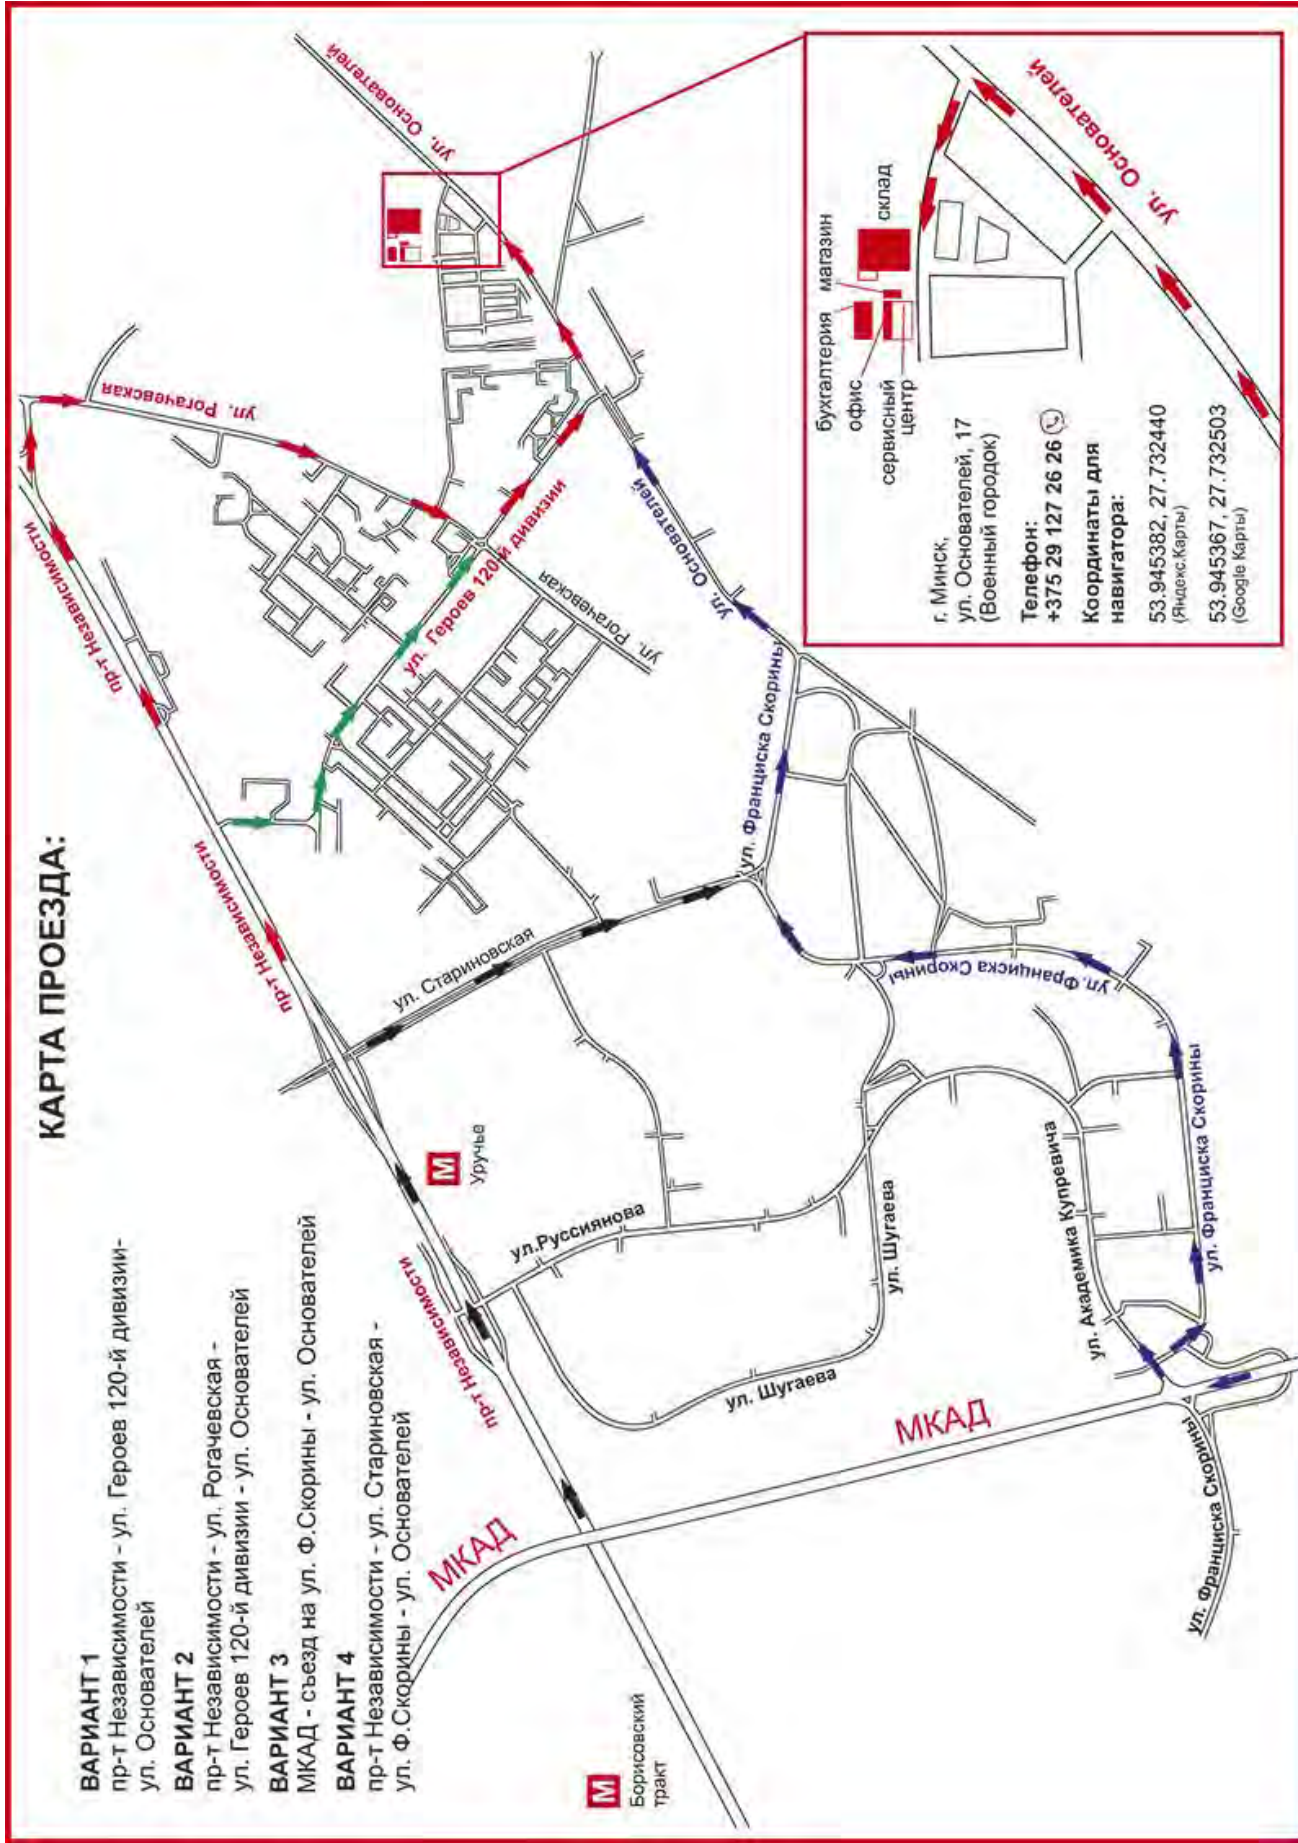 КАРТА ПРОЕЗДА:
ВАРИАНТ 1
пр-т Независимости - ул. Героев 120-й дивизии-
ул. Основателей
ВАРИАНТ 2
пр-т Независимости - ул. Рогачевская -
ул. Героев 120-й дивизии - ул. Основателей
ВАРИАНТ 3
МКАД - съезд на ул. Ф.Скорины - ул. Основателей
ВАРИАНТ 4
пр-т Независимости - ул. Стариновская -
ул. Ф.Скорины - ул. Основателей
М
Борисовский
тракт
МКАД
МКАД
пр-т Независимости
пр-т Независимости
М
Уручье
пр-т Независимости
пр-т Независимости
пр-т Независимости
ул.Руссиянова
ул. Шугаева
ул. Шугаева
ул. Академика Купревича
ул. Франциска Скорины
ул. Франциска Скорины
ул.Франциска Скорины
ул. Франциска Скорины
ул. Стариновская
ул. Рогачевская
ул. Рогачевская
ул. Героев 120-й дивизии
ул. Основателей
ул. Основателей
бухгалтерия
магазин
офис
склад
сервисный
центр
ул. Основателей
г. Минск,
ул. Основателей, 17
(Военный городок)
Телефон:
+375 29 127 26 26
Координаты для
навигатора:
53.945382, 27.732440
(Яндекс.Карты)
53.945367, 27.732503
(Google Карты)